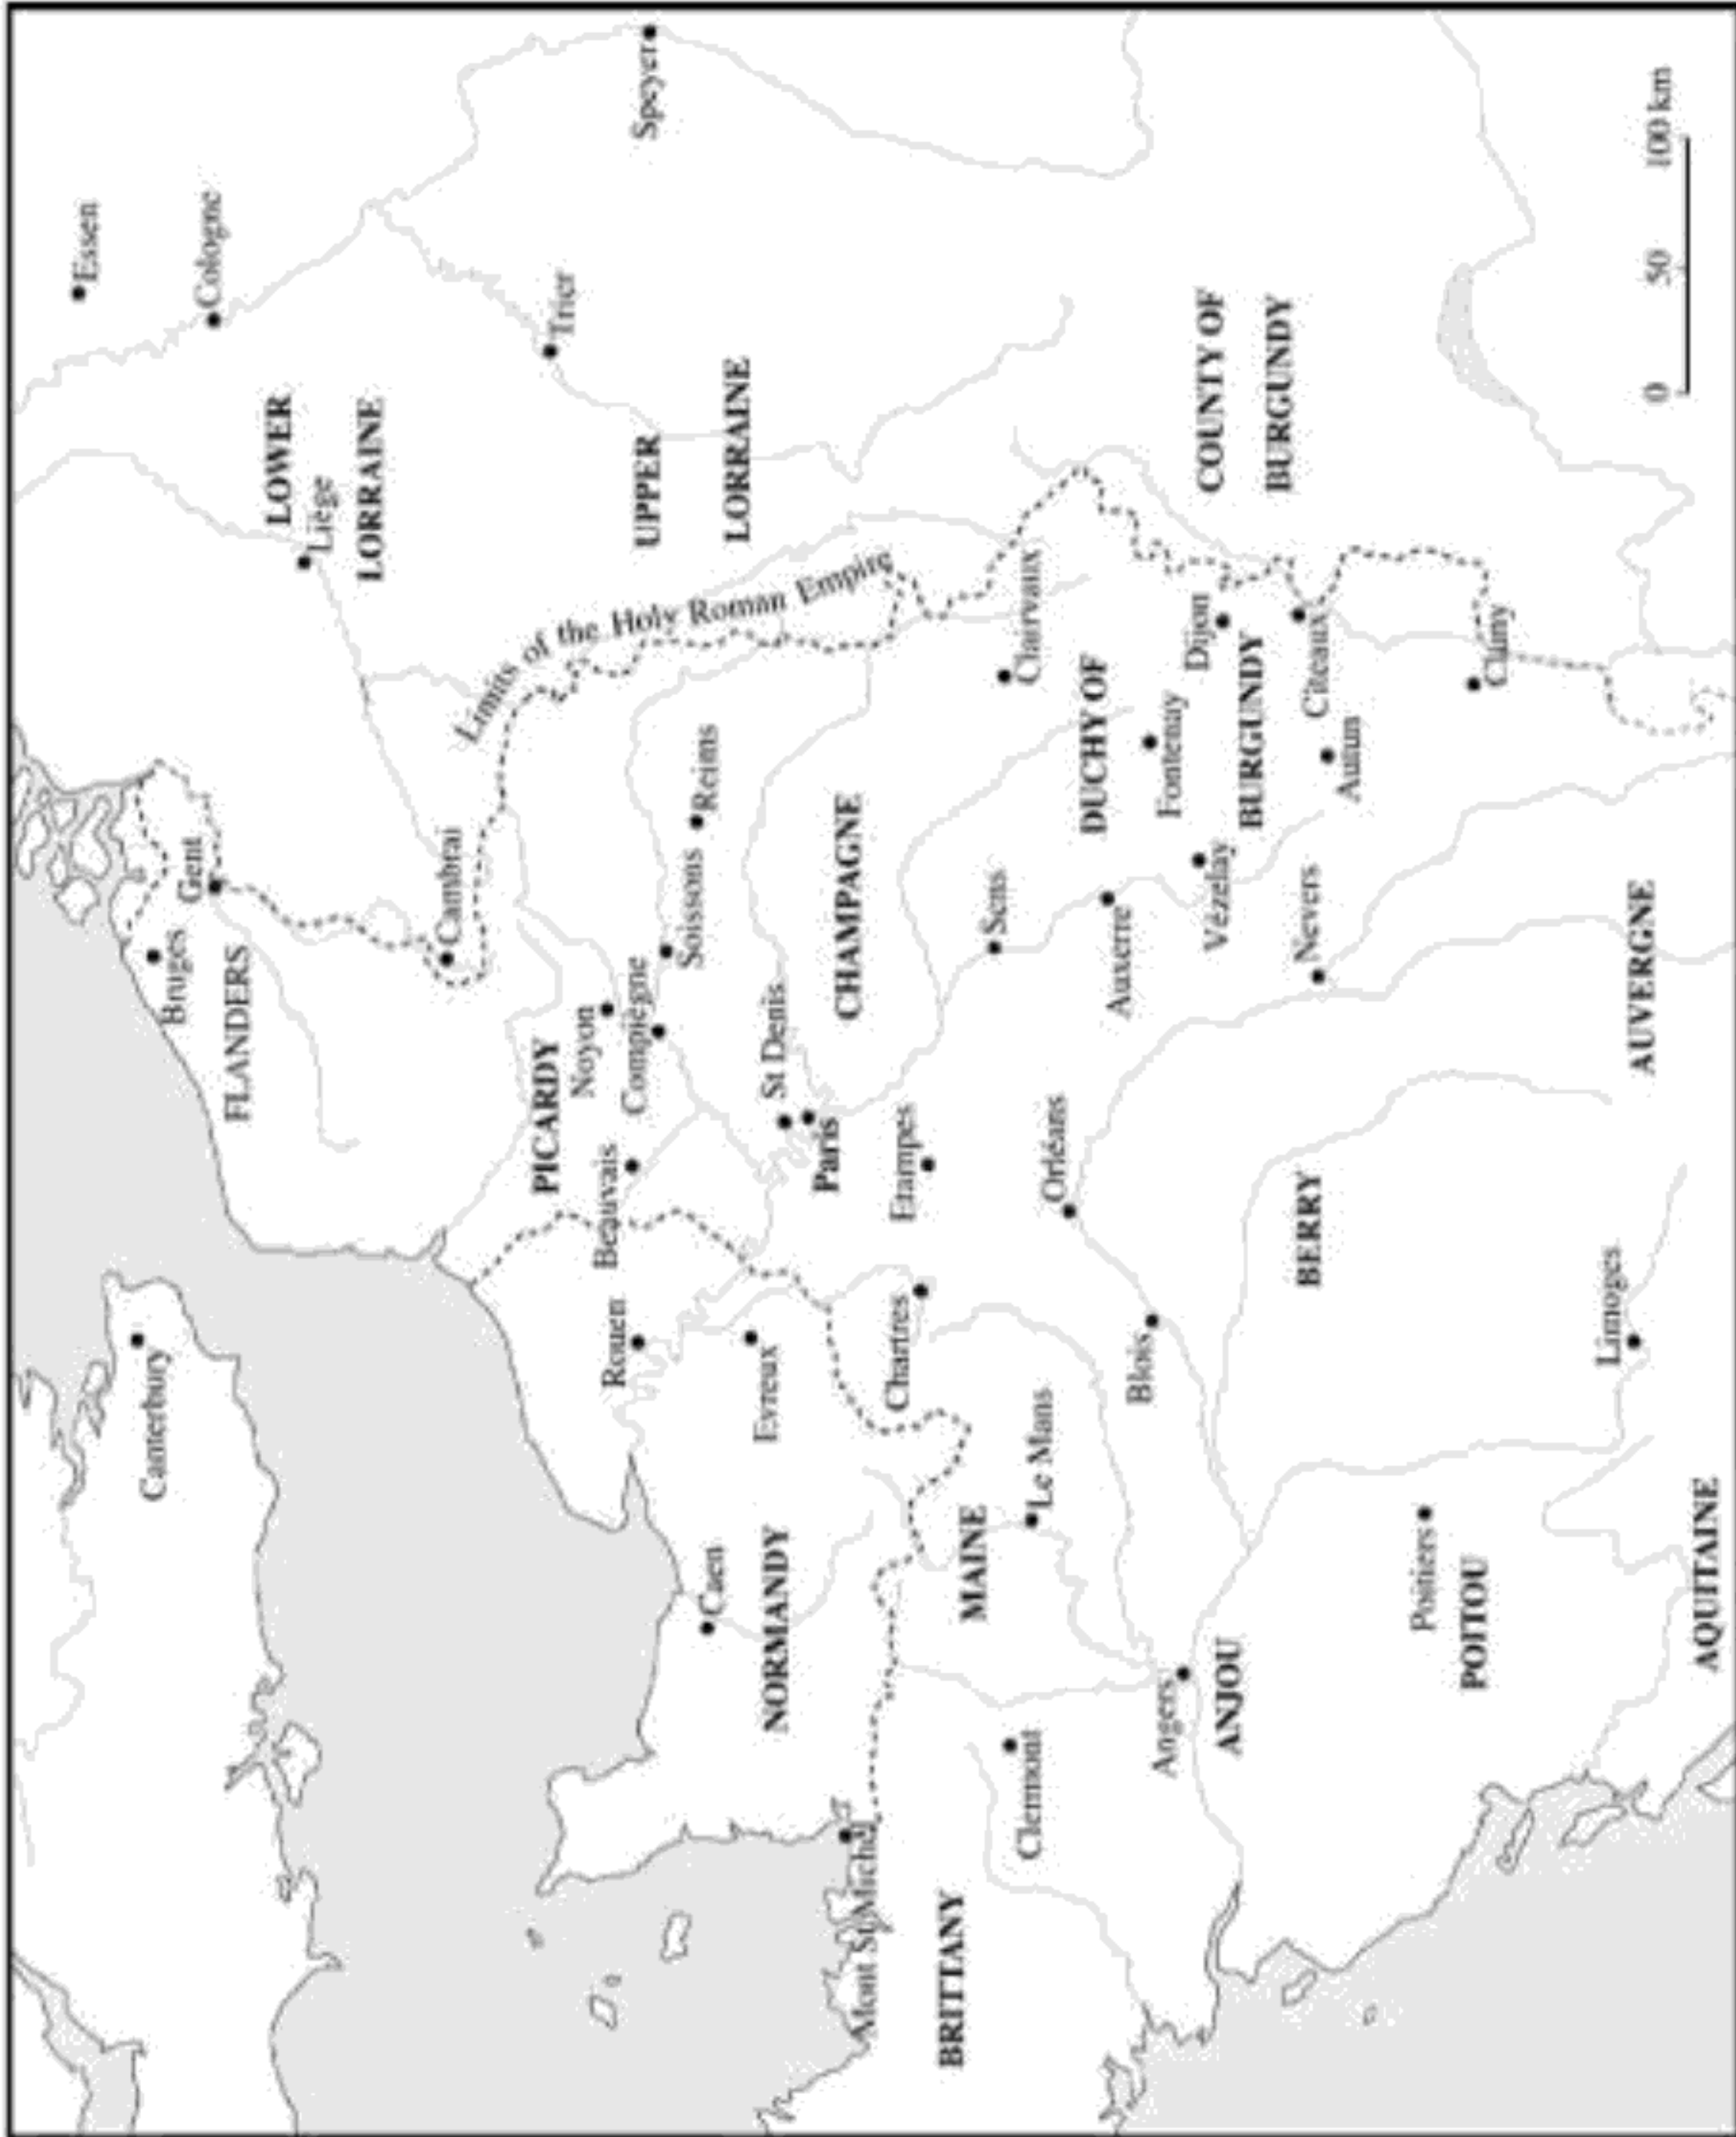 Canterbury
Bruges
Gent
FLANDERS
Essen
Cologne
LOWER
Liège
LORRAINE
Cambrai
Limits of the Holy Roman Empire
Trier
Speyer
UPPER
LORRAINE
PICARDY
Noyon
Beauvais
Compiègne
Soissons
Reims
Rouen
Evreux
Caen
NORMANDY
St Denis
Paris
CHAMPAGNE
Mont St Michel
Chartres
Etampes
BRITTANY
MAINE
Le Mans
Clermont
Orléans
Sens
Clairvaux
Blois
Auxerre
DUCHY OF
Fontenay
Dijon
Vézelay
BURGUNDY
COUNTY OF
BURGUNDY
Angers
ANJOU
BERRY
Nevers
Cîteaux
Autun
Poitiers
POITOU
Cluny
Limoges
AUVERGNE
AQUITAINE
0 50 100 km